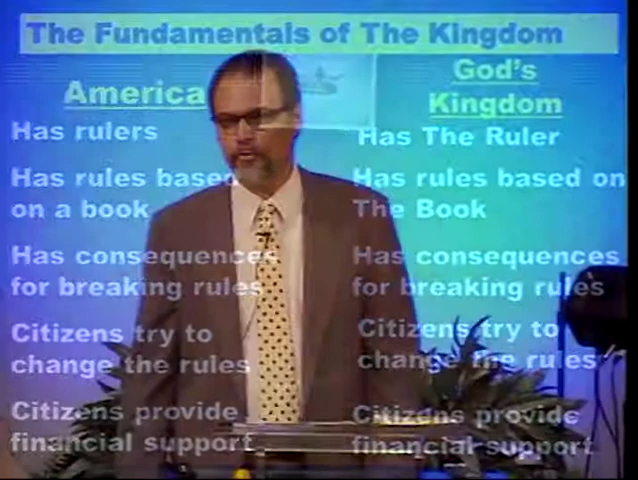 The Fundamentals of The Kingdom
America
Has rulers
Has rules based
on a book
Has consequences
for breaking rules
Citizens try to
change the rules
Citizens provide
financial support
God's
Kingdom
Has The Ruler
Has rules based on
The Book
Has consequences
for breaking rules
Citizens try to
change the rules
Citizens provide
financial support